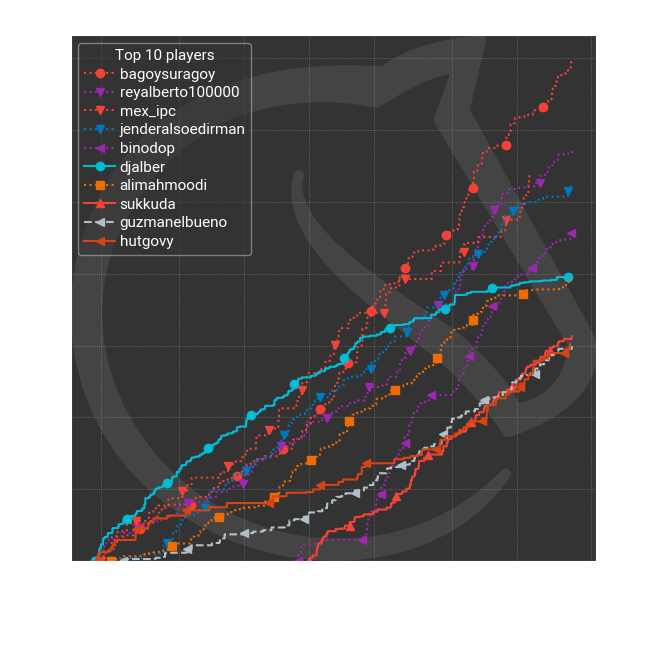 Top 10 players
bagoysuragoy
reyalberto100000
mex_ipc
jenderalsoedirman
binodop
djalber
alimahmoodi
sukkuda
guzmanelbueno
hutgovy